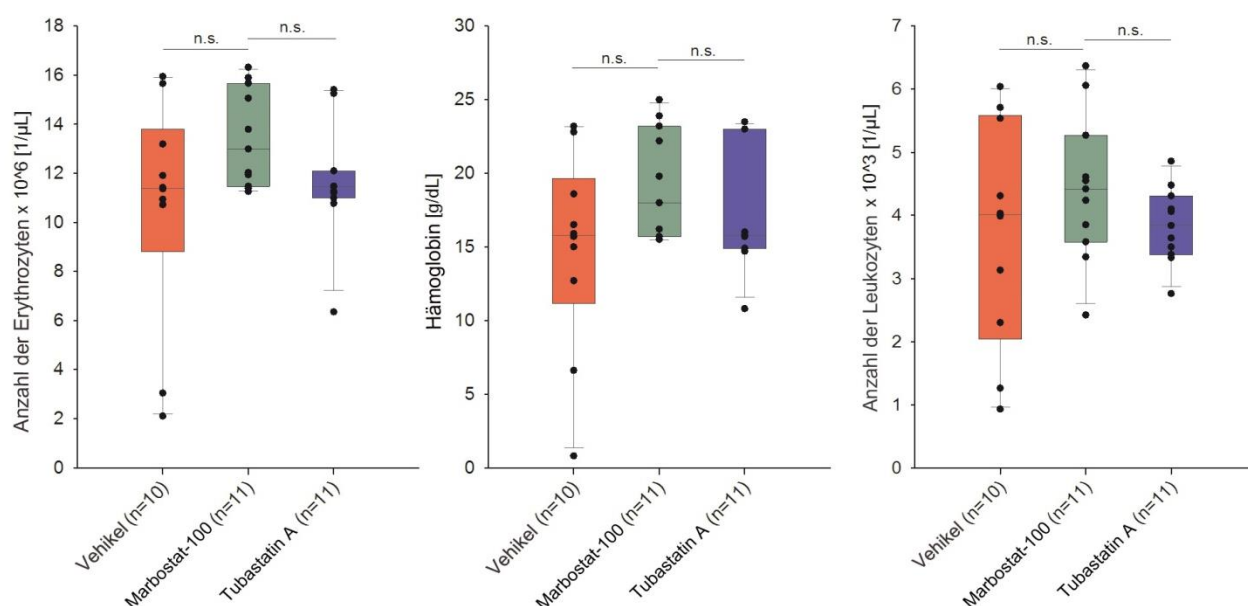 Anzahl der Erythrozyten x 10^6 [1/µL]
18
16
14
12
10
8
6
4
2
0
n.s.
n.s.
Vehikel (n=10)
Marbostat-100 (n=11)
Tubastatin A (n=11)
Hämoglobin [g/dL]
30
25
20
15
10
5
0
n.s.
n.s.
Vehikel (n=10)
Marbostat-100 (n=11)
Tubastatin A (n=11)
Anzahl der Leukozyten x 10^3 [1/µL]
7
6
5
4
3
2
1
0
n.s.
n.s.
Vehikel (n=10)
Marbostat-100 (n=11)
Tubastatin A (n=11)